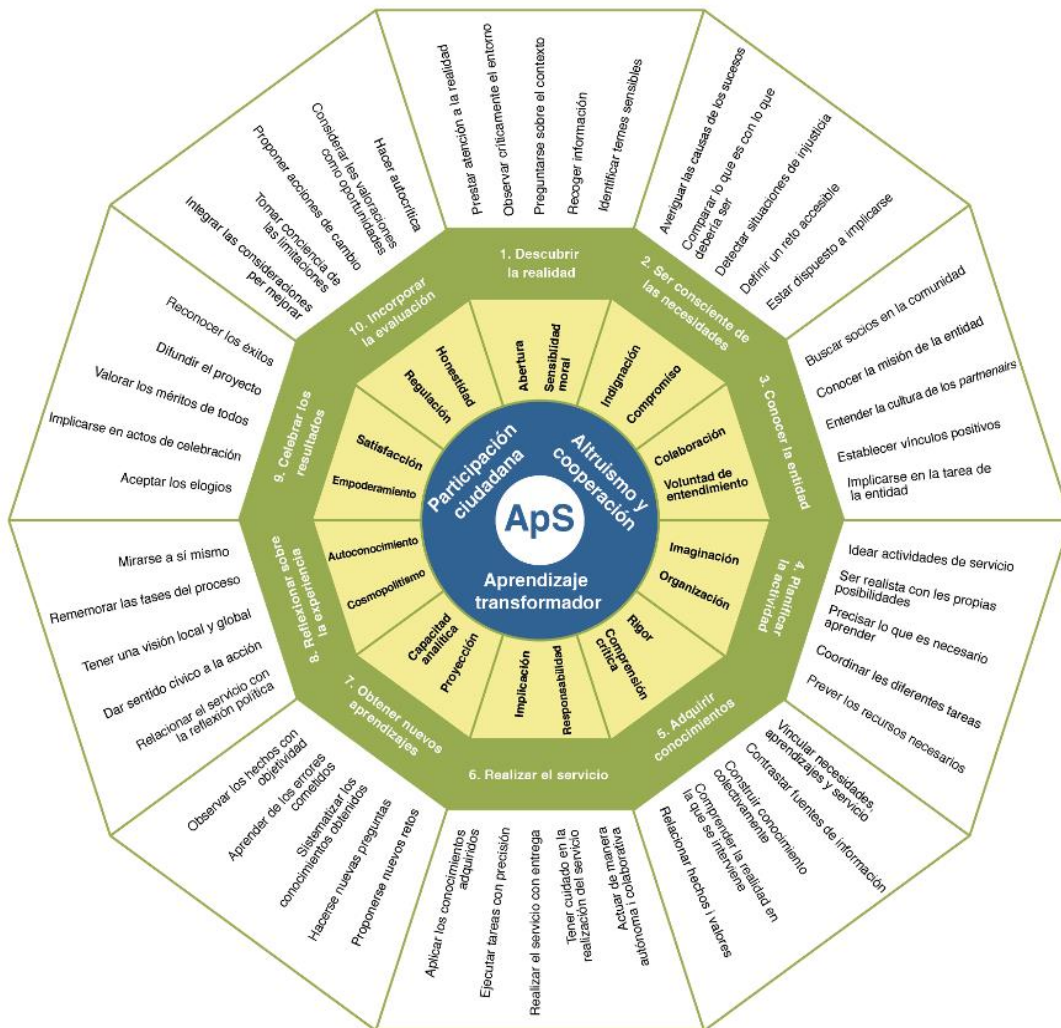 Prestar atención a la realidad
Observar críticamente el entorno
Preguntarse sobre el contexto
Recoger información
Identificar temes sensibles
Averiguar las causas de los sucesos
Comparar lo que es con lo que
debería ser
Detectar situaciones de injusticia
Definir un reto accesible
Estar dispuesto a implicarse
Buscar socios en la comunidad
Conocer la misión de la entidad
Entender la cultura de los partnenairs
Establecer vínculos positivos
Implicarse en la tarea de
la entidad
Idear actividades de servicio
Ser realista con les propias
posibilidades
Precisar lo que es necesario
aprender
Coordinar les diferentes tareas
Prever los recursos necesarios
Vincular necesidades,
aprendizajes y servicio
Contrastar fuentes de información
Construir conocimiento
colectivamente
Comprender la realidad en
la que se interviene
Relacionar hechos i valores
Aplicar los conocimientos
adquiridos
Ejecutar tareas con precisión
Realizar el servicio con entrega
Tener cuidado en la
realización del servicio
Actuar de manera
autónoma i colaborativa
Observar los hechos con
objetividad
Aprender de los errores
cometidos
Sistematizar los
conocimientos obtenidos
Hacerse nuevas preguntas
Proponerse nuevos retos
Mirarse a sí mismo
Rememorar las fases del proceso
Tener una visión local y global
Dar sentido cívico a la acción
Relacionar el servicio con
la reflexión política
Reconocer los éxitos
Difundir el proyecto
Valorar los méritos de todos
Implicarse en actos de celebración
Aceptar los elogios
Hacer autocrítica
Considerar les valoraciones
como oportunidades
Proponer acciones de cambio
Tomar conciencia de
las limitaciones
Integrar las consideraciones
per mejorar
1. Descubrir
la realidad
2. Ser consciente de
las necesidades
3. Conocer la entidad
4. Planificar
la actividad
5. Adquirir
conocimientos
6. Realizar el servicio
7. Obtener nuevos
aprendizajes
8. Reflexionar sobre
la experiencia
9. Celebrar los
resultados
10. Incorporar
la evaluación
Abertura
Sensiblidad
moral
Indignación
Compromiso
Colaboración
Voluntad de
entendimiento
Imaginación
Organización
Rigor
Comprensión
crítica
Implicación
Responsabilidad
Capacitad
analítica
Proyección
Autoconocimiento
Cosmopolitismo
Satisfacción
Empoderamiento
Honestidad
Regulación
Participación
ciudadana
Altruismo y
cooperación
ApS
Aprendizaje
transformador